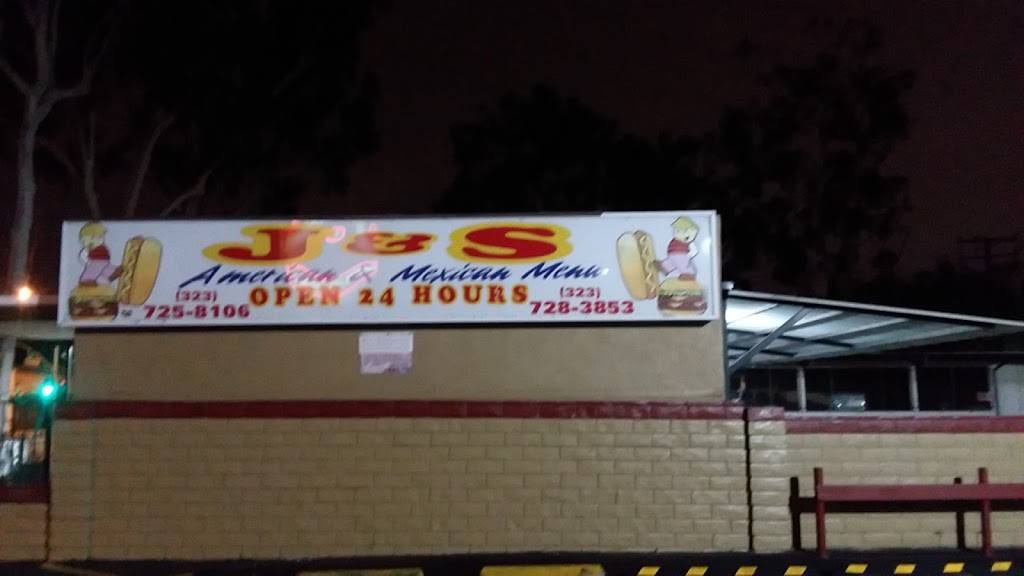 J & S
American & Mexican Menu
OPEN 24 HOURS
(323)
725-8106
(323)
728-3853